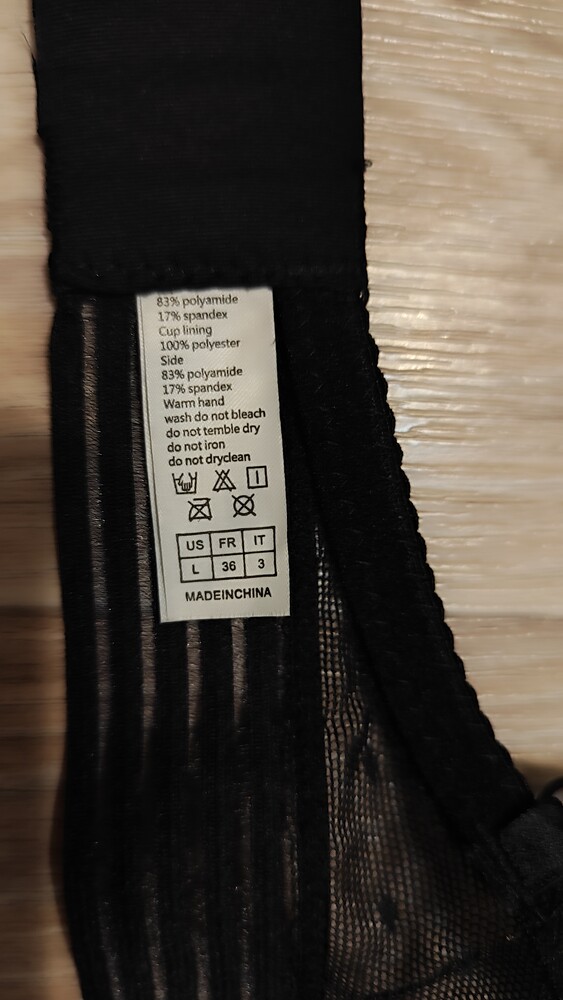 83% polyamide
17% spandex
Cup lining
100% polyester
Side
83% polyamide
17% spandex
Warm hand
wash do not bleach
do not temble dry
do not iron
do not dryclean
US FR IT
L 36 3
MADEINCHINA